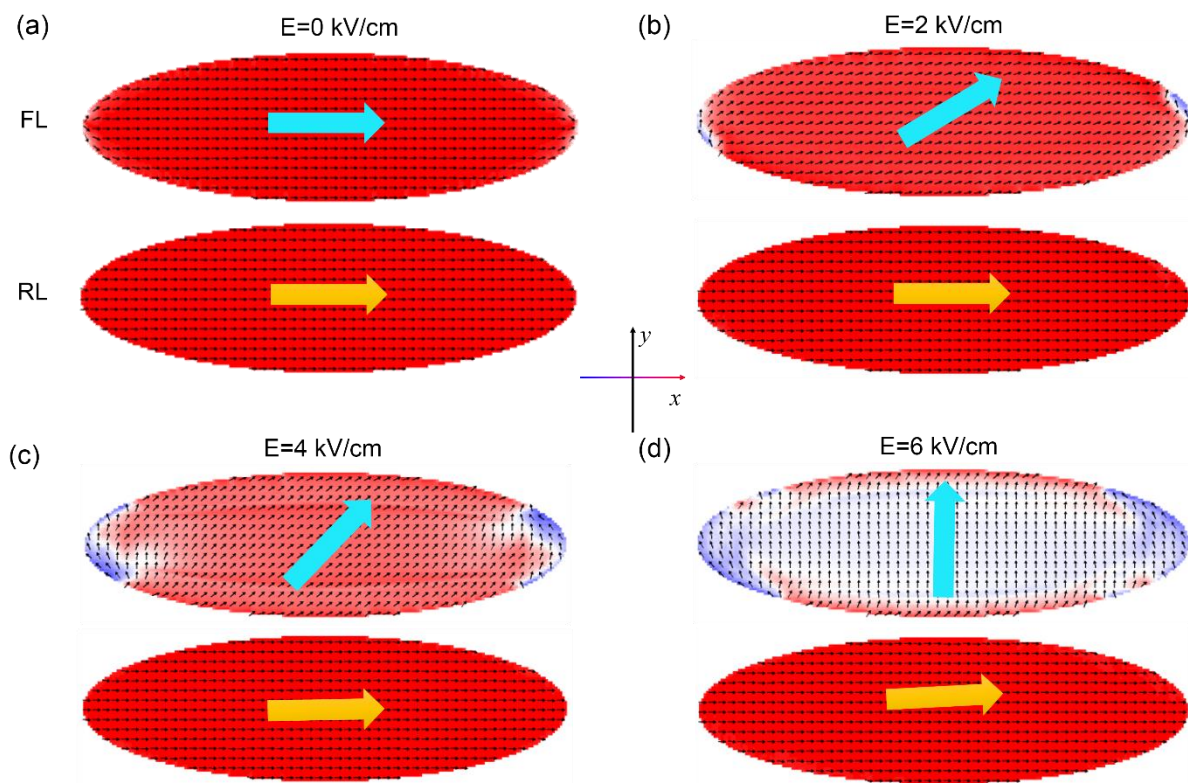 (a)
E=0 kV/cm
(b)
E=2 kV/cm
FL
RL
y
x
(c)
E=4 kV/cm
(d)
E=6 kV/cm